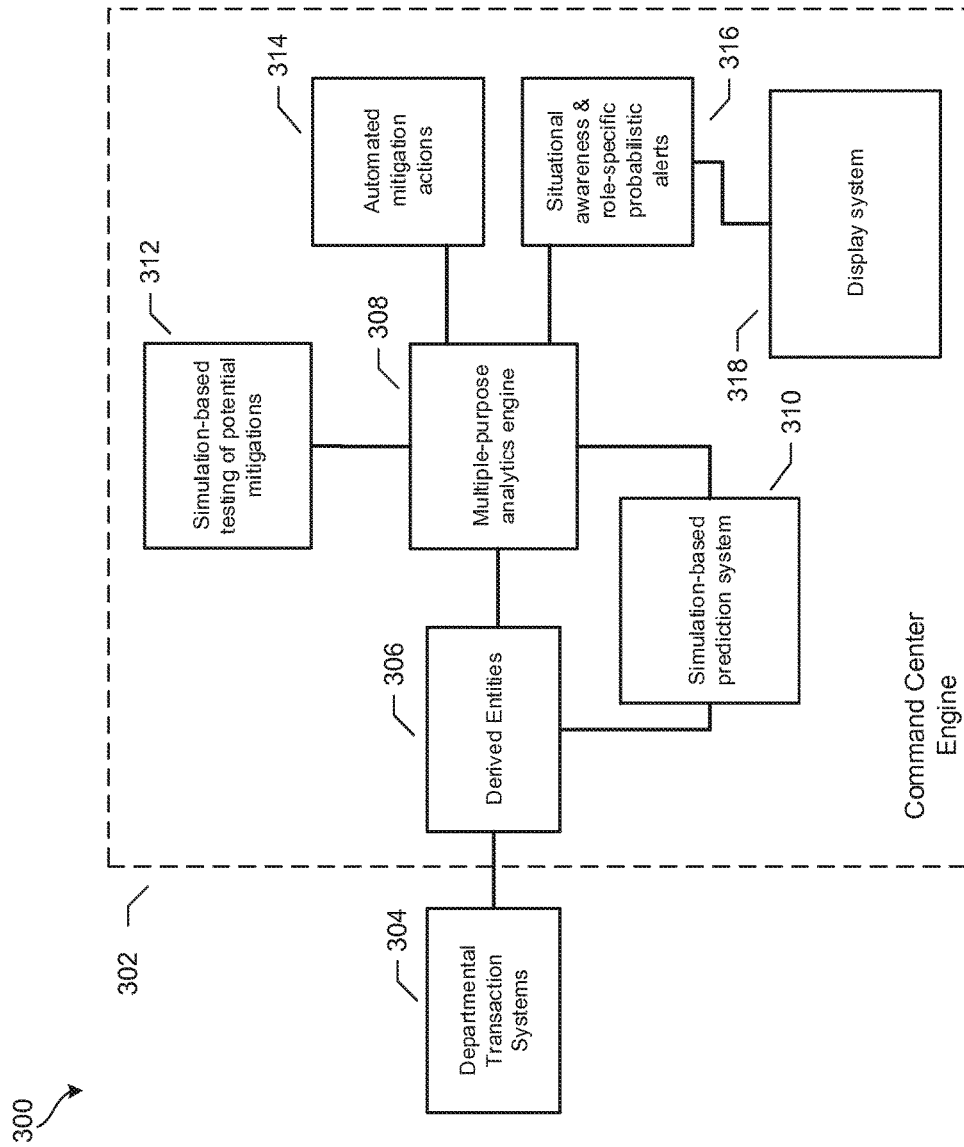 300
302
312
Simulation-based
testing of potential
mitigations
314
Automated
mitigation
actions
304
Departmental
Transaction
Systems
306
Derived Entities
308
Multiple-purpose
analytics engine
Situational
awareness &
role-specific
probabilistic
alerts
316
310
Simulation-based
prediction system
318
Display system
Command Center
Engine